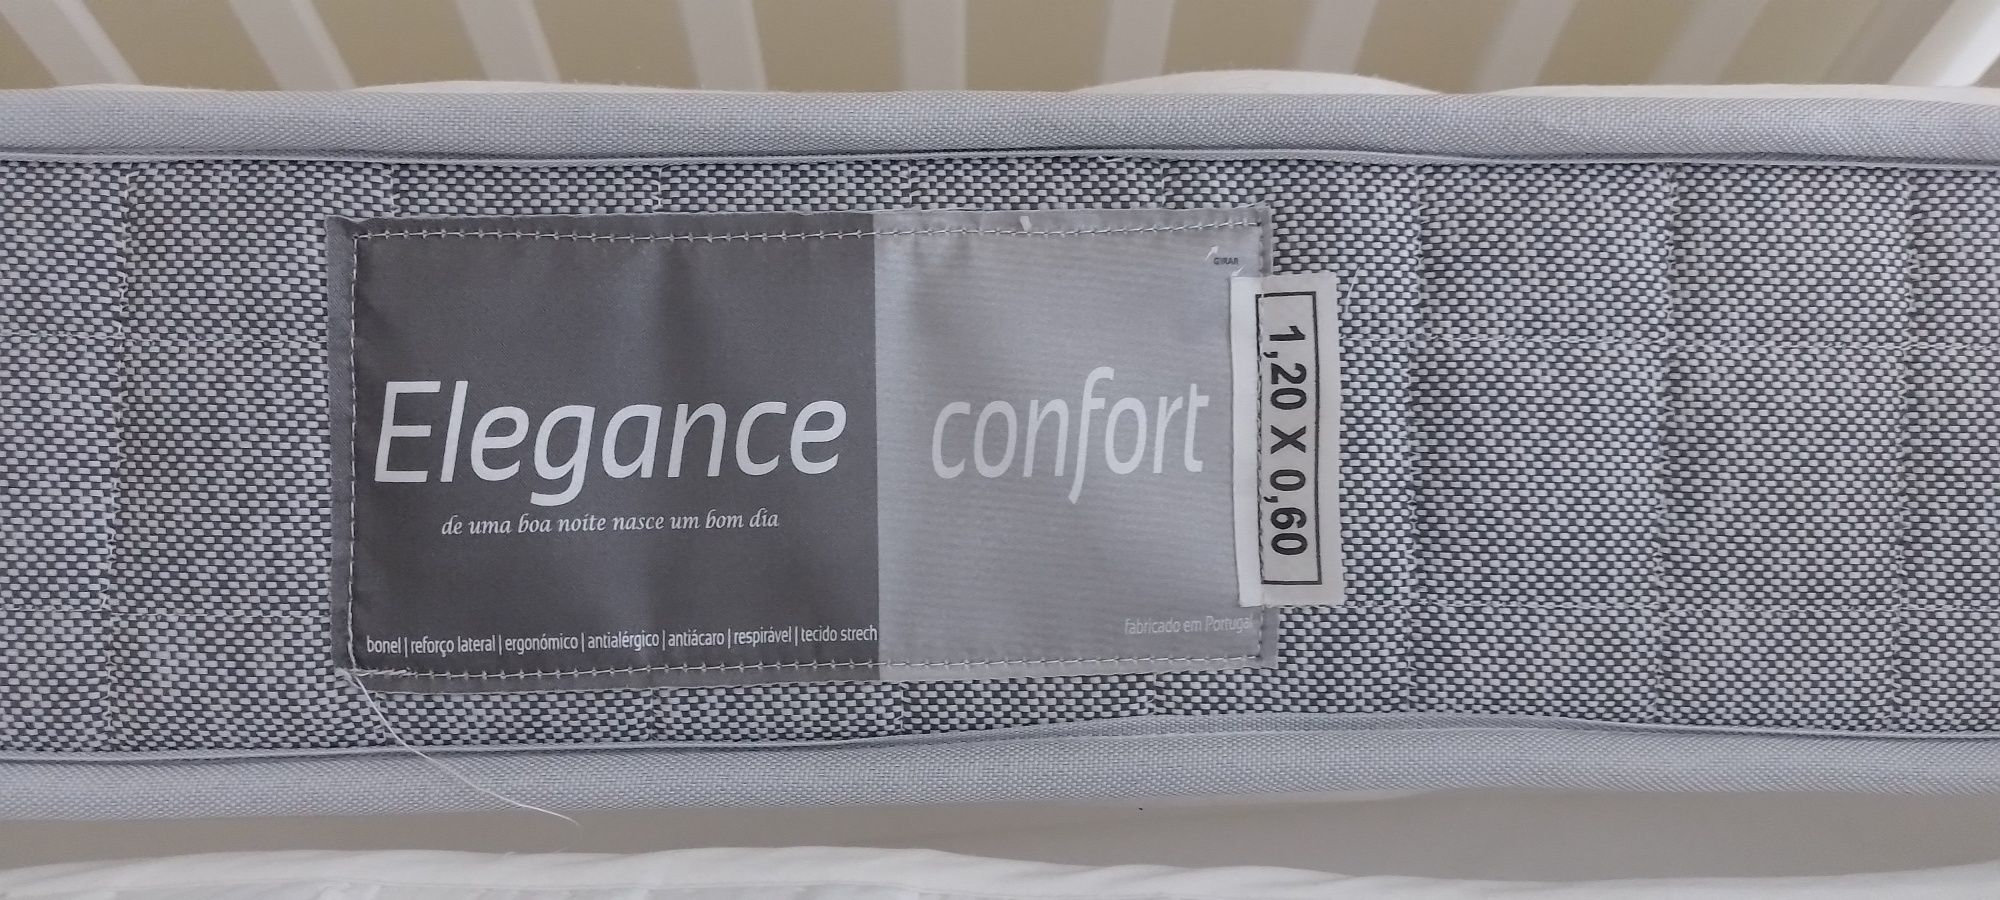 GIRAR
Elegance confort
de uma boa noite nasce um bom dia
1,20 X 0,60
bonel | reforço lateral | ergonómico | antialérgico | antiácaro | respirável | tecido strech
fabricado em Portugal